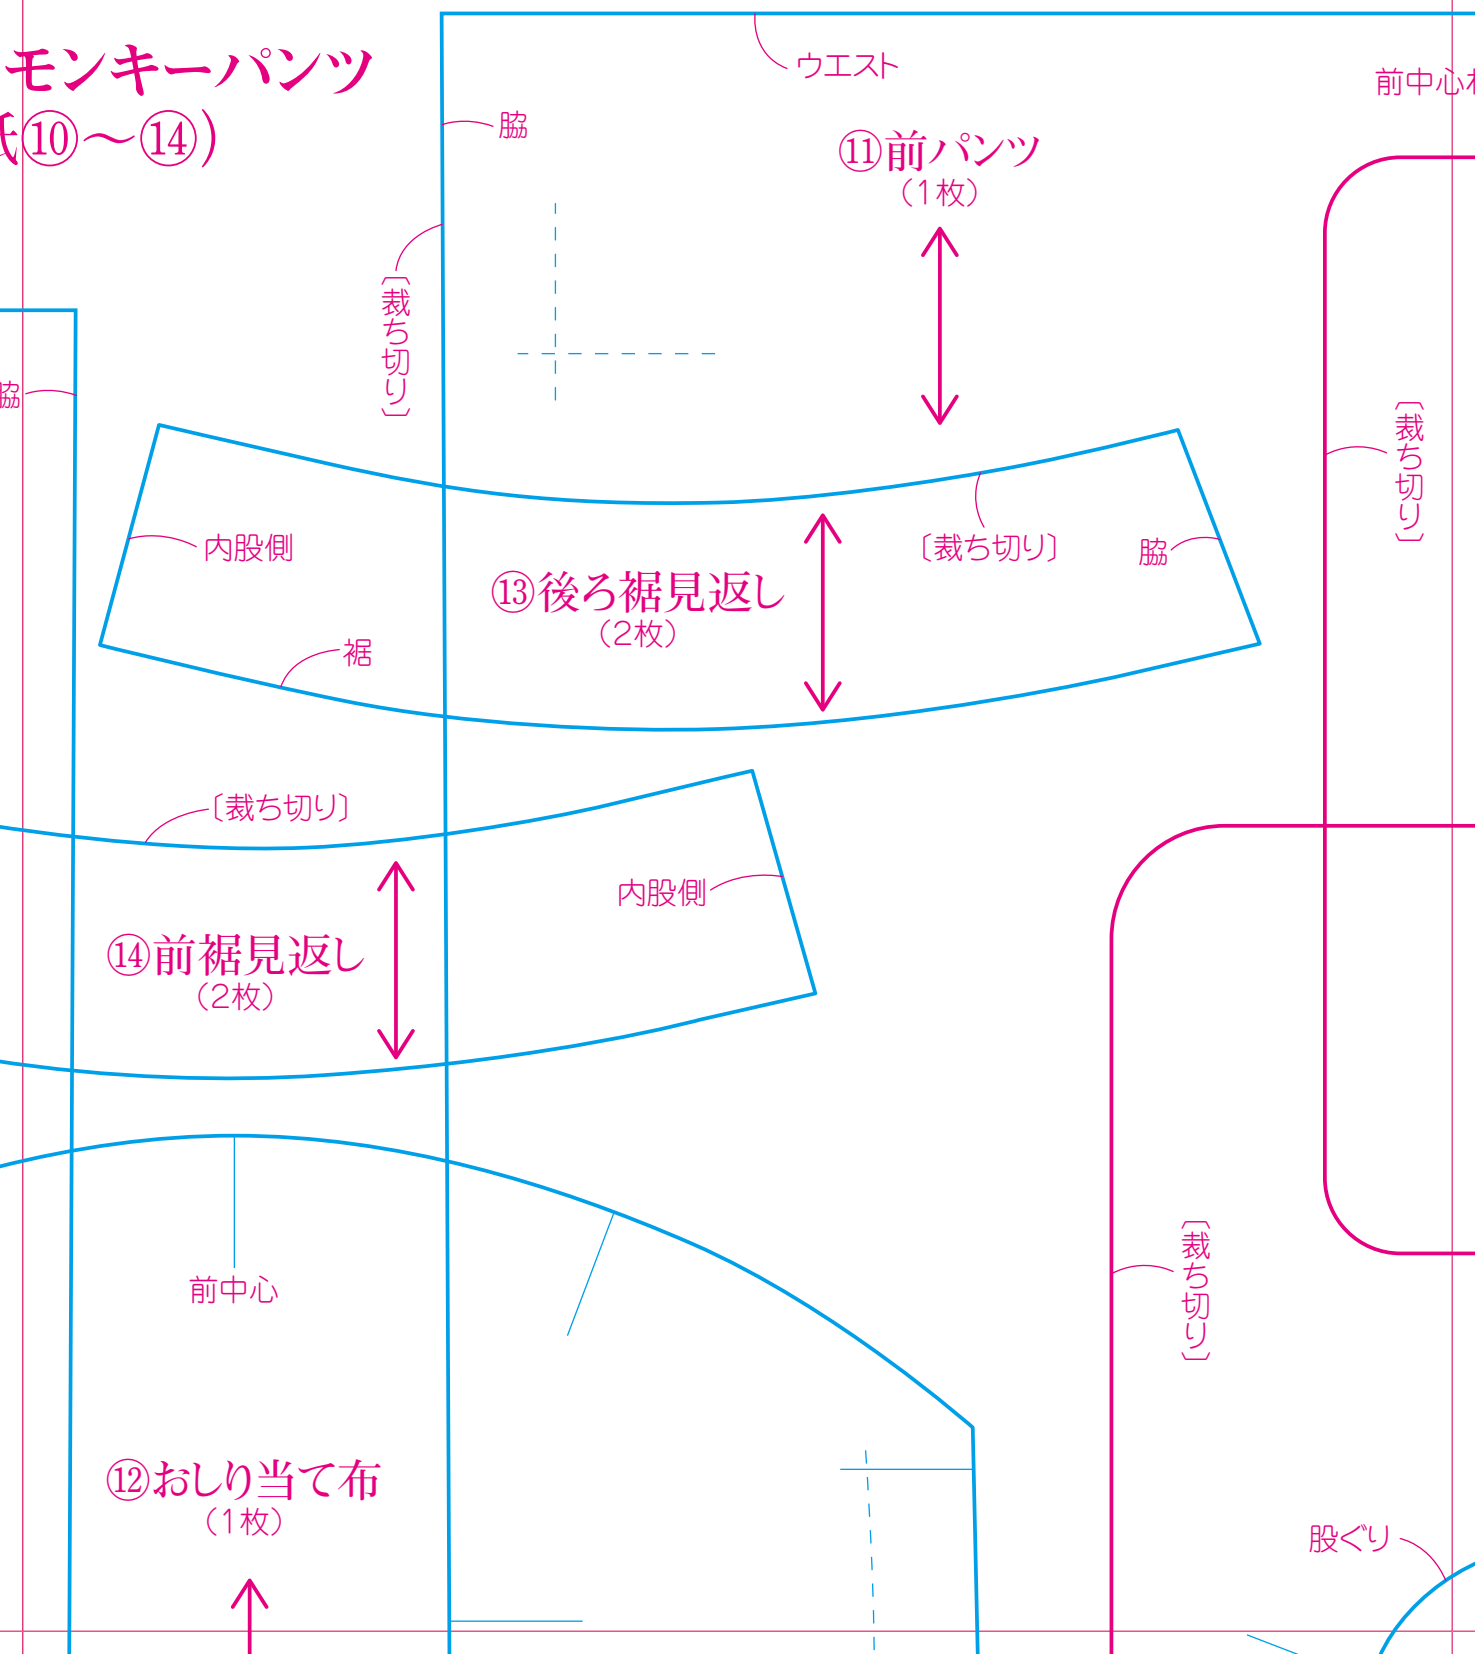 モンキーパンツ
⑩～⑭）
ウエスト
前中心
脇
⑪前パンツ
（1枚）
〔裁ち切り〕
脇
〔裁ち切り〕
内股側
〔裁ち切り〕
脇
⑬後ろ裾見返し
（2枚）
裾
〔裁ち切り〕
内股側
⑭前裾見返し
（2枚）
前中心
〔裁ち切り〕
⑫おしり当て布
（1枚）
股ぐり